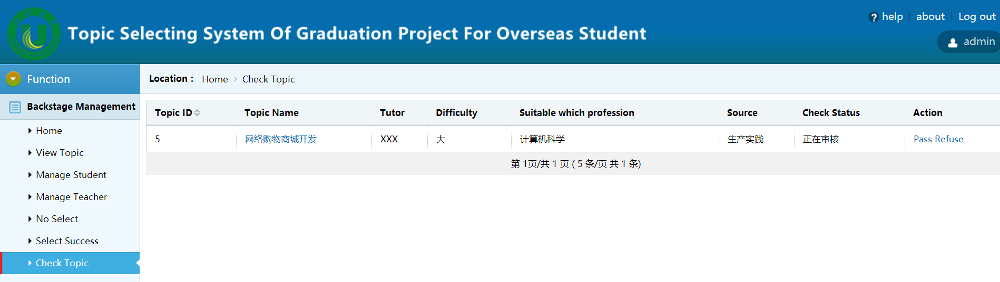 help about Log out
Topic Selecting System Of Graduation Project For Overseas Student
admin
Function
Location : Home Check Topic
Backstage Management
Home
View Topic
Manage Student
Manage Teacher
No Select
Select Success
Check Topic
Topic ID Topic Name Tutor Difficulty Suitable which profession Source Check Status Action
5 网络购物商城开发 XXX 大 计算机科学 生产实践 正在审核 Pass Refuse
第 1页/共 1 页 ( 5 条/页 共 1 条)